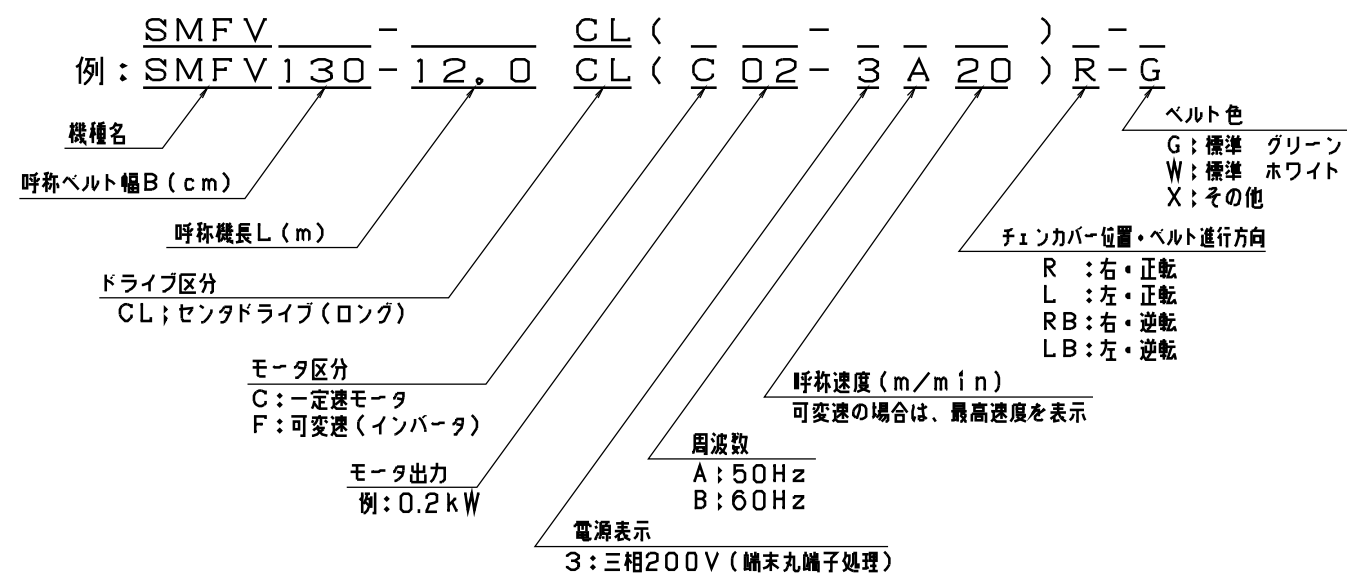 SMFV - CL( - ) -
例：SMFV130-12.0 CL(C02-3A20)R-G
機種名
呼称ベルト幅B(cm)
呼称機長L(m)
ドライブ区分
CL;センタドライブ(ロング)
モータ区分
C：一定速モータ
F：可変速(インバータ)
モータ出力
例：0.2kW
電源表示
3：三相200V(端末丸端子処理)
周波数
A;50Hz
B;60Hz
呼称速度(m/min)
可変速の場合は、最高速度を表示
チェンカバー位置・ベルト進行方向
R ：右・正転
L ：左・正転
RB：右・逆転
LB：左・逆転
ベルト色
G;標準 グリーン
W;標準 ホワイト
X;その他